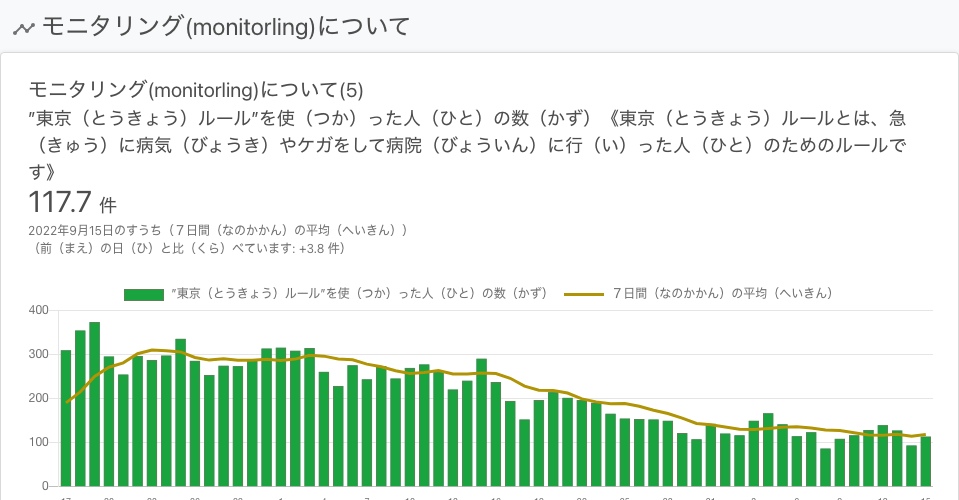 モニタリング(monitorling)について
モニタリング(monitorling)について(5)
”東京（とうきょう）ルール”を使（つか）った人（ひと）の数（かず）《東京（とうきょう）ルールとは、急
（きゅう）に病気（びょうき）やケガをして病院（びょういん）に行（い）った人（ひと）のためのルールで
す》
117.7 件
2022年9月15日のすうち（７日間（なのかかん）の平均（へいきん））
（前（まえ）の日（ひ）と比（くら）べています: +3.8 件）
”東京（とうきょう）ルール”を使（つか）った人（ひと）の数（かず） ７日間（なのかかん）の平均（へいきん）
400
300
200
100
0